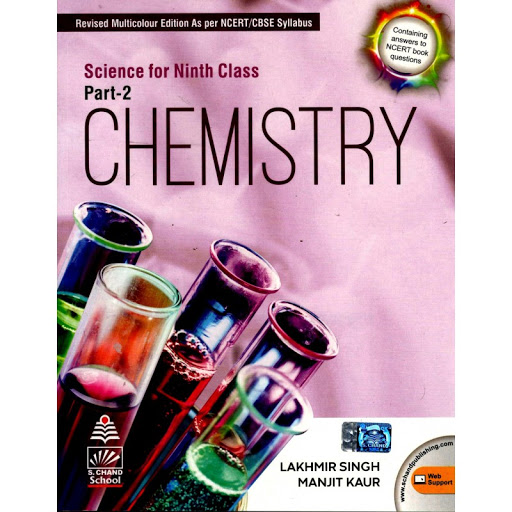 Revised Multicolour Edition As per NCERT/CBSE Syllabus
Containing
answers to
NCERT book
questions
Science for Ninth Class
Part-2
CHEMISTRY
S. CHAND
School
LAKHMIR SINGH
MANJIT KAUR
www.schandpublishing.com
Web
Support